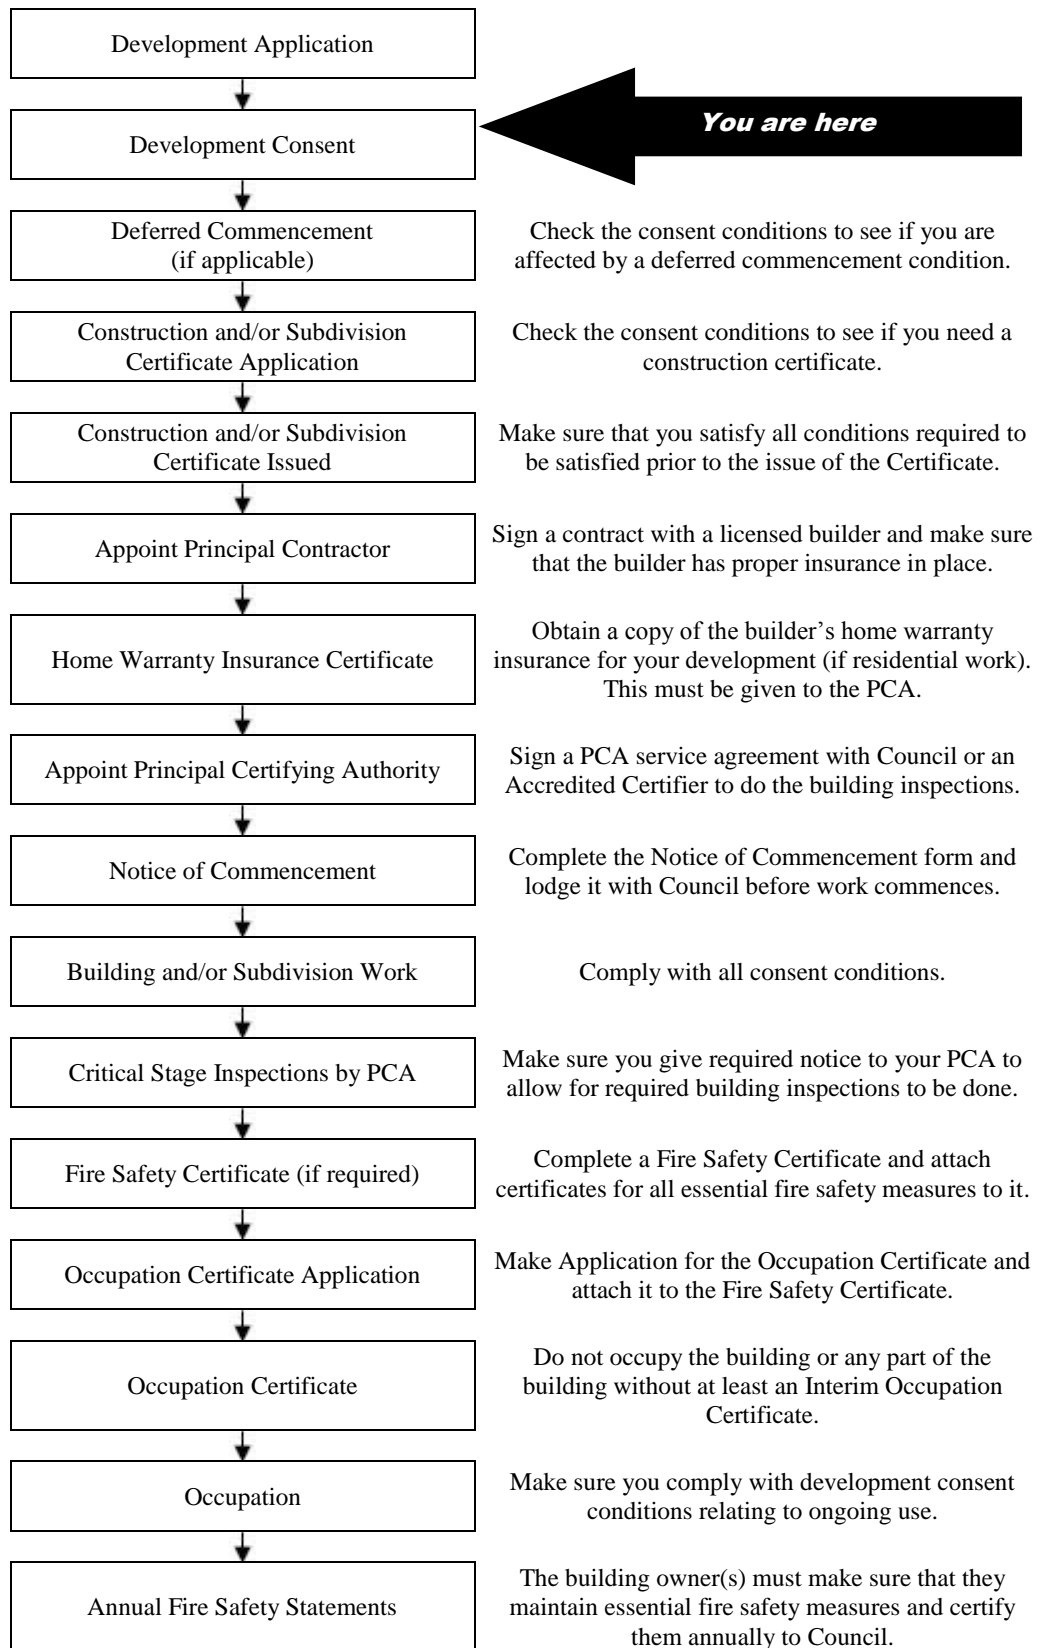 Development Application
You are here
Development Consent
Deferred Commencement
(if applicable)
Check the consent conditions to see if you are
affected by a deferred commencement condition.
Construction and/or Subdivision
Certificate Application
Check the consent conditions to see if you need a
construction certificate.
Construction and/or Subdivision
Certificate Issued
Make sure that you satisfy all conditions required to
be satisfied prior to the issue of the Certificate.
Appoint Principal Contractor
Sign a contract with a licensed builder and make sure
that the builder has proper insurance in place.
Home Warranty Insurance Certificate
Obtain a copy of the builder’s home warranty
insurance for your development (if residential work).
This must be given to the PCA.
Appoint Principal Certifying Authority
Sign a PCA service agreement with Council or an
Accredited Certifier to do the building inspections.
Notice of Commencement
Complete the Notice of Commencement form and
lodge it with Council before work commences.
Building and/or Subdivision Work
Comply with all consent conditions.
Critical Stage Inspections by PCA
Make sure you give required notice to your PCA to
allow for required building inspections to be done.
Fire Safety Certificate (if required)
Complete a Fire Safety Certificate and attach
certificates for all essential fire safety measures to it.
Occupation Certificate Application
Make Application for the Occupation Certificate and
attach it to the Fire Safety Certificate.
Occupation Certificate
Do not occupy the building or any part of the
building without at least an Interim Occupation
Certificate.
Occupation
Make sure you comply with development consent
conditions relating to ongoing use.
Annual Fire Safety Statements
The building owner(s) must make sure that they
maintain essential fire safety measures and certify
them annually to Council.